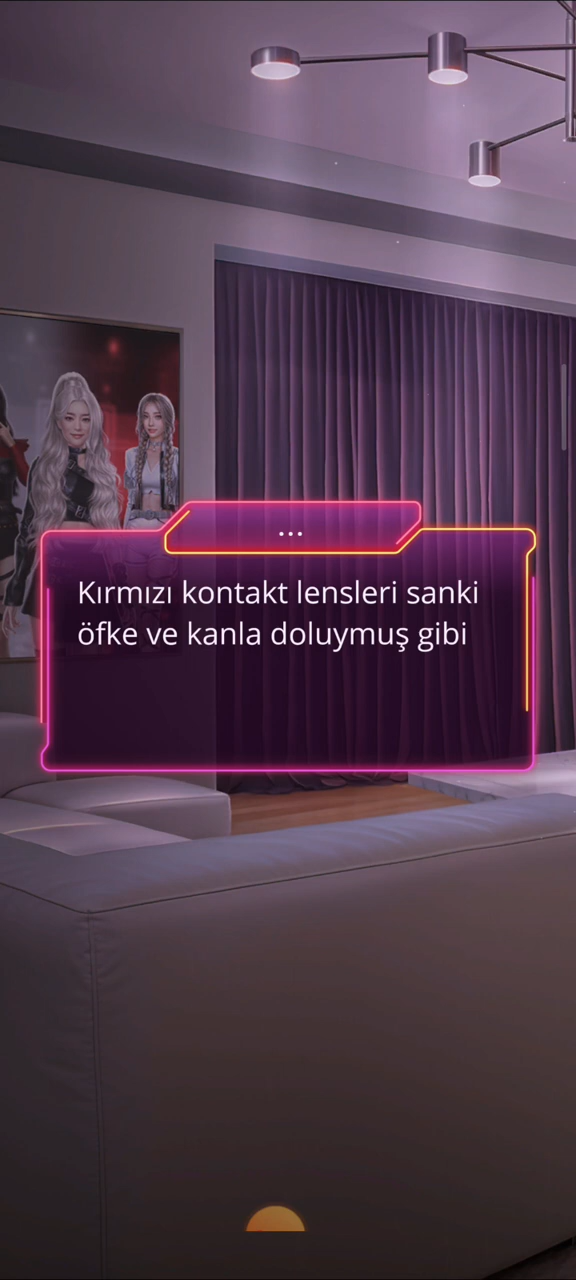 ...
Kırmızı kontakt lensleri sanki
öfke ve kanla doluymuş gibi